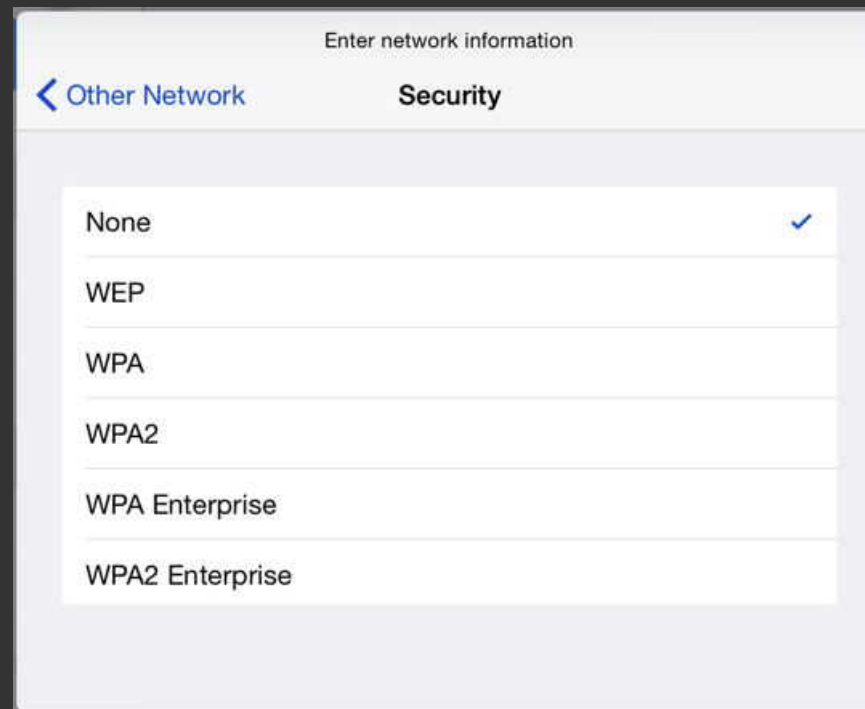 Enter network information
Other Network Security
None
WEP
WPA
WPA2
WPA Enterprise
WPA2 Enterprise